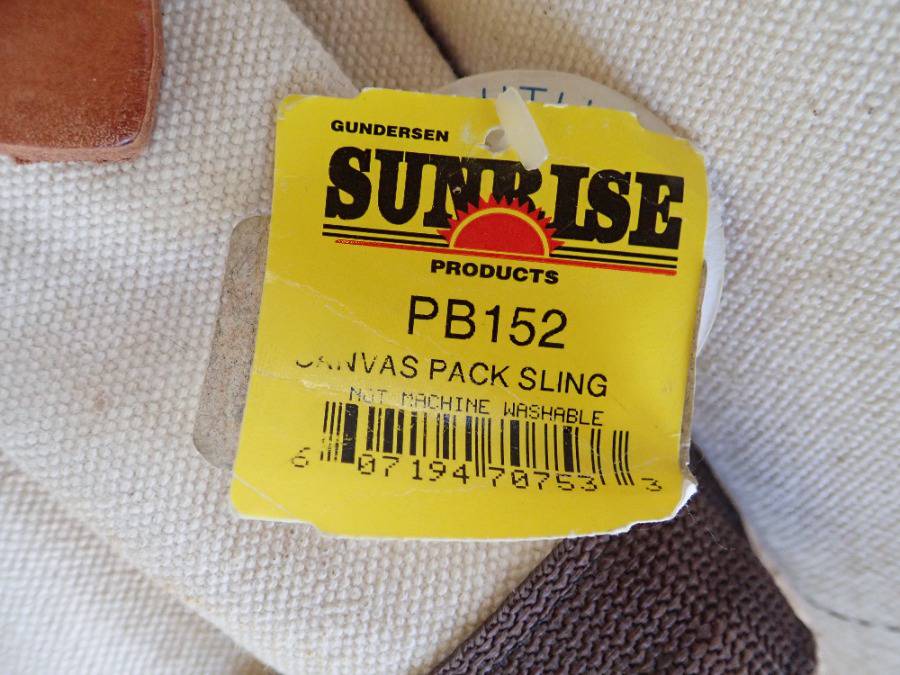 GUNDERSEN
SUNRISE
PRODUCTS
PB152
CANVAS PACK SLING
NOT MACHINE WASHABLE
6 07194 70753 3